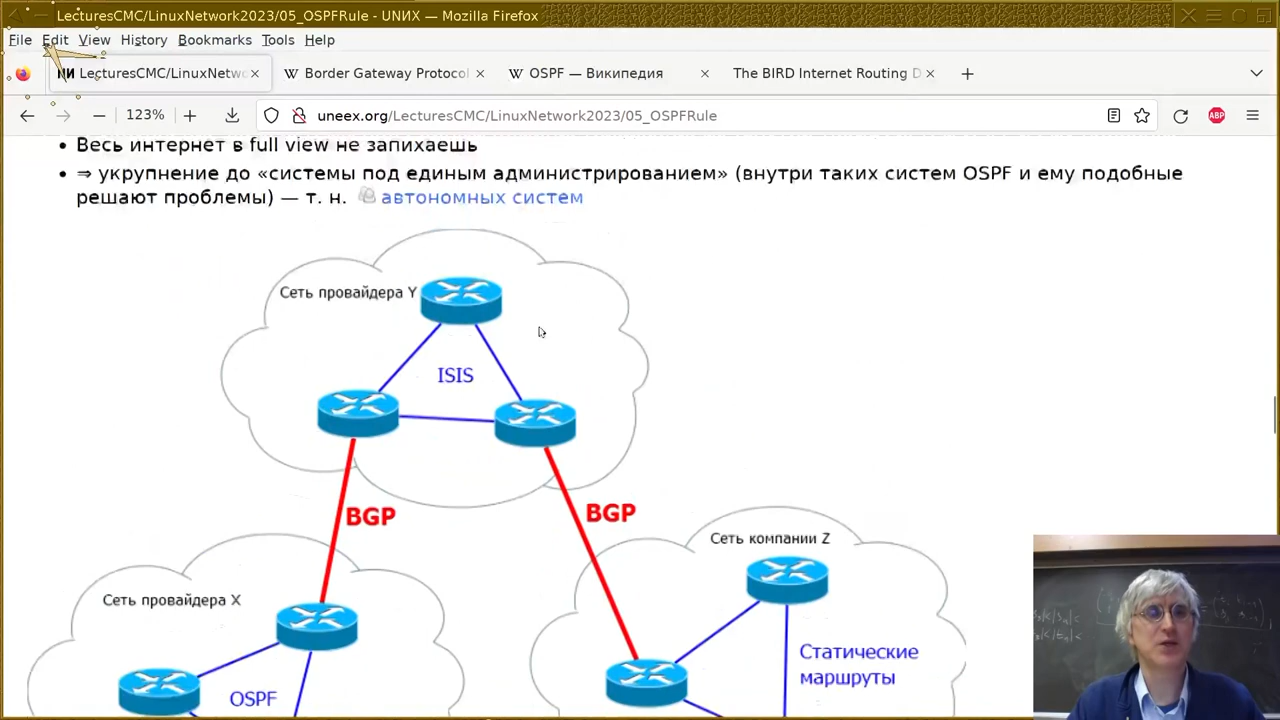 LecturesCMC/LinuxNetwork2023/05_OSPFRule - UNИX — Mozilla Firefox
File Edit View History Bookmarks Tools Help
LecturesCMC/LinuxNetwo
Border Gateway Protocol
OSPF — Википедия
The BIRD Internet Routing D
123%
uneex.org/LecturesCMC/LinuxNetwork2023/05_OSPFRule
ABP
Весь интернет в full view не запихаешь
⇒ укрупнение до «системы под единым администрированием» (внутри таких систем OSPF и ему подобные
решают проблемы) — т. н. автономных систем
Сеть провайдера Y
ISIS
BGP
BGP
Сеть компании Z
Сеть провайдера X
Статические
маршруты
OSPF